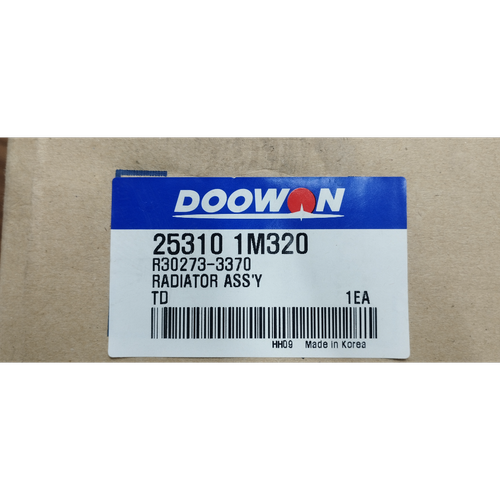 DOOWON
25310 1M320
R30273-3370
RADIATOR ASS'Y
TD 1EA
HH09 Made in Korea